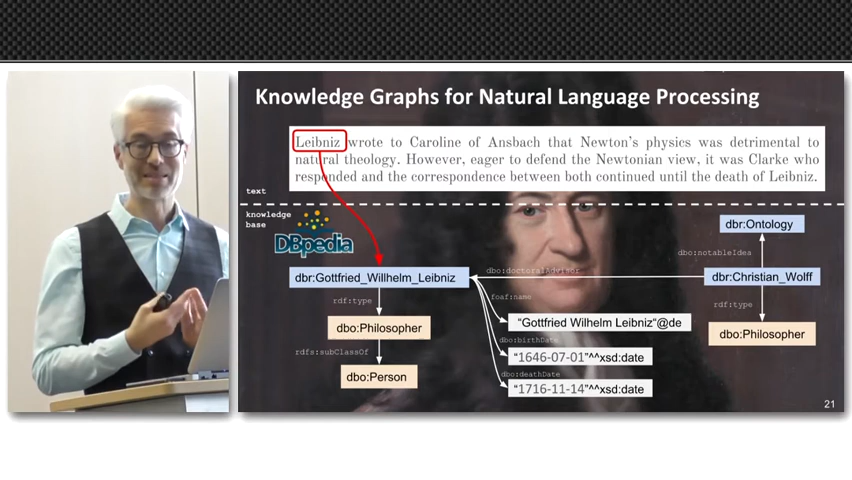 Knowledge Graphs for Natural Language Processing
Leibniz wrote to Caroline of Ansbach that Newton's physics was detrimental to
natural theology. However, eager to defend the Newtonian view, it was Clarke who
responded and the correspondence between both continued until the death of Leibniz.
text
knowledge
base
DBpedia
dbr:Ontology
dbo:notableIdea
dbr:Gottfried_Willhelm_Leibniz
dbo:doctoralAdvisor
dbr:Christian_Wolff
rdf:type
foaf:name
rdf:type
dbo:Philosopher
"Gottfried Wilhelm Leibniz"@de
dbo:Philosopher
dbo:birthDate
rdfs:subClassOf
"1646-07-01"^^xsd:date
dbo:deathDate
dbo:Person
"1716-11-14"^^xsd:date
21